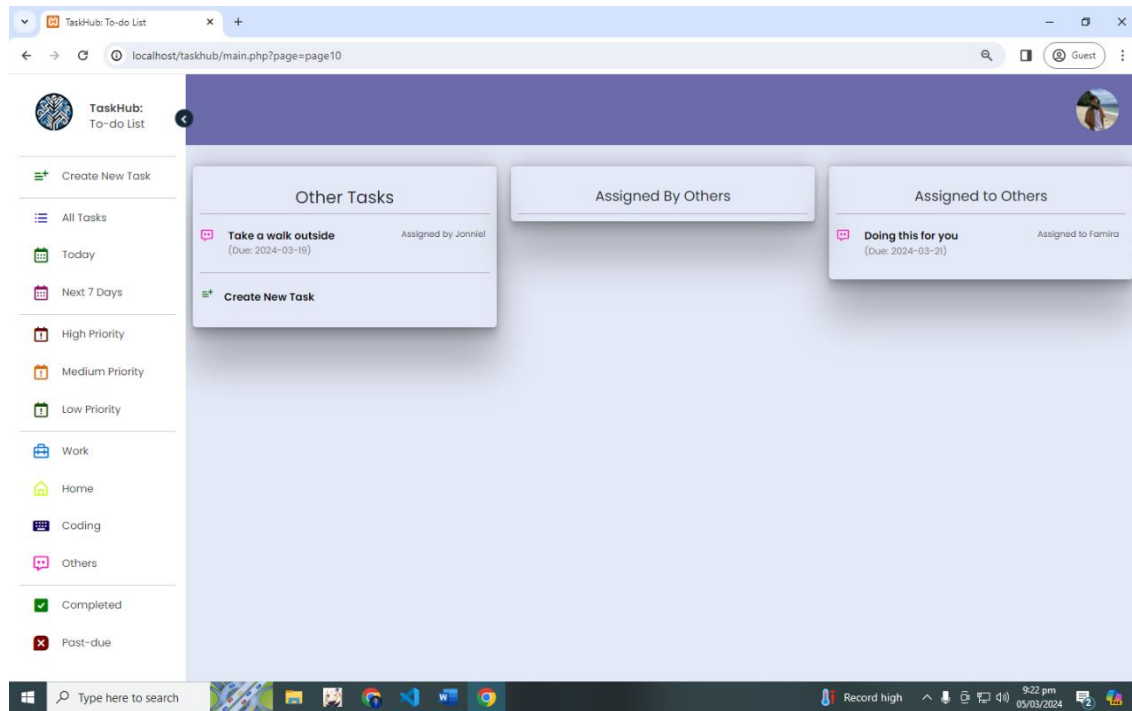 TaskHub: To-do List
localhost/taskhub/main.php?page=page10
Guest
TaskHub:
To-do List
Create New Task
All Tasks
Today
Next 7 Days
High Priority
Medium Priority
Low Priority
Work
Home
Coding
Others
Completed
Past-due
Other Tasks
Take a walk outside
Assigned by Jonniel
(Due: 2024-03-19)
Create New Task
Assigned By Others
Assigned to Others
Doing this for you
Assigned to Famira
(Due: 2024-03-21)
Type here to search
Record high
9:22 pm
05/03/2024
2